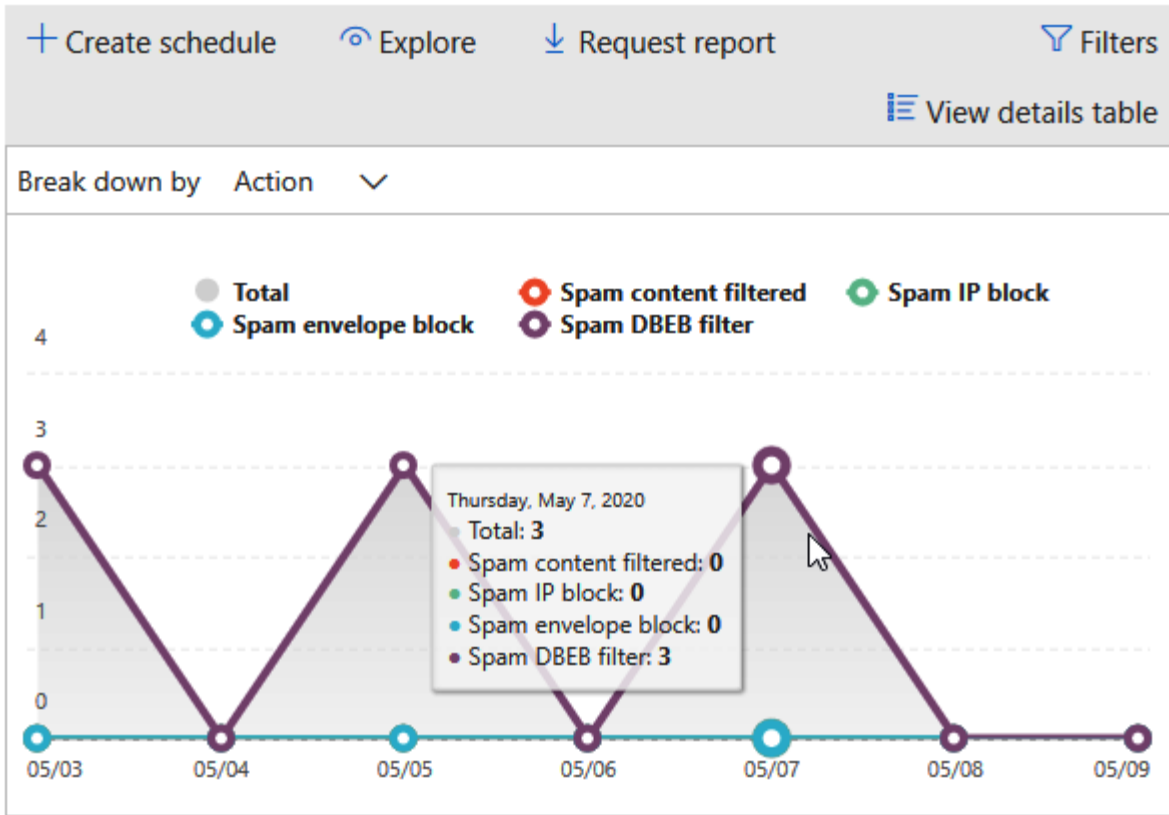 Create schedule Explore Request report Filters
View details table
Break down by Action
Total Spam content filtered Spam IP block
Spam envelope block Spam DBEB filter
4
3
2
1
0
Thursday, May 7, 2020
Total: 3
Spam content filtered: 0
Spam IP block: 0
Spam envelope block: 0
Spam DBEB filter: 3
05/03 05/04 05/05 05/06 05/07 05/08 05/09